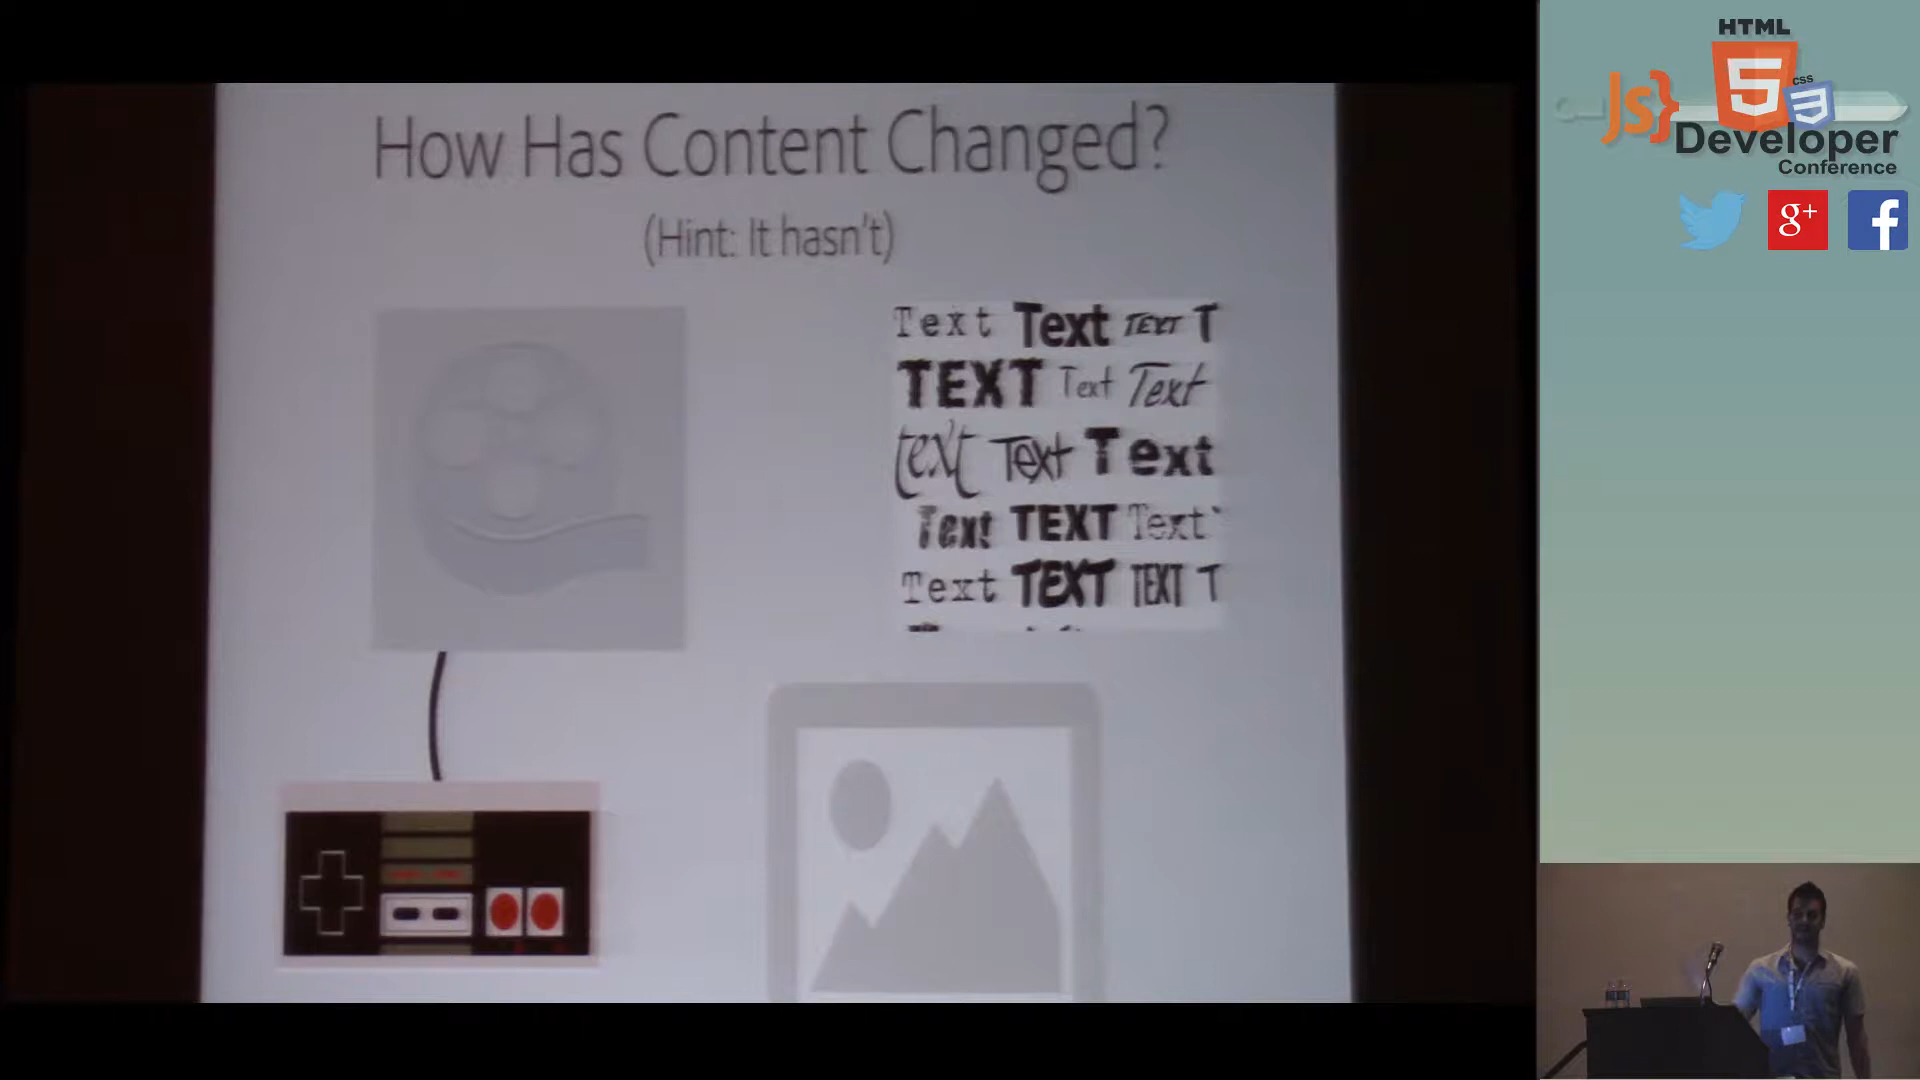 How Has Content Changed?
(Hint: It hasn't)
Text Text TEXT T
TEXT Text Text
text Text Text
Text TEXT Text
Text TEXT TEXT T
HTML
5
JS}
CSS
3
Developer
Conference
g+
f